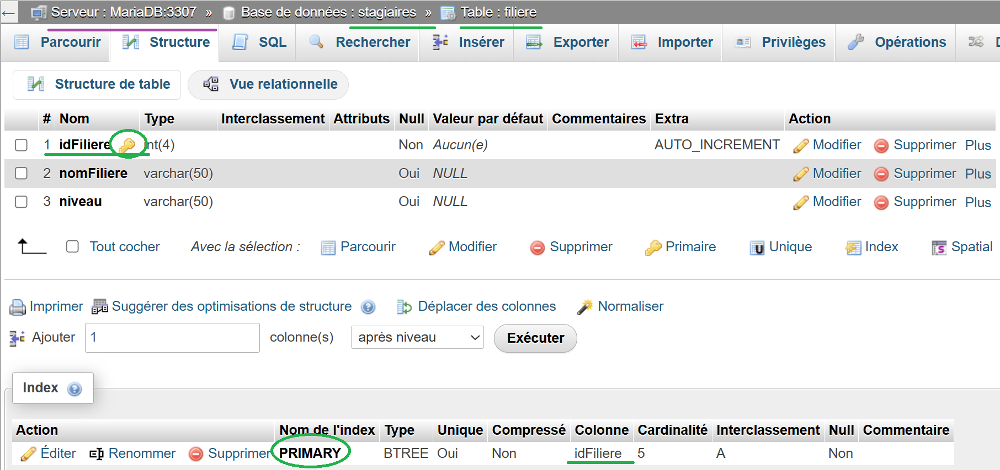 ← Serveur : MariaDB:3307 » Base de données : stagiaires » Table : filiere
Parcourir Structure SQL Rechercher Insérer Exporter Importer Privilèges Opérations
Structure de table Vue relationnelle
# Nom Type Interclassement Attributs Null Valeur par défaut Commentaires Extra Action
1 idFiliere int(4) Non Aucun(e) AUTO_INCREMENT Modifier Supprimer Plus
2 nomFiliere varchar(50) Oui NULL Modifier Supprimer Plus
3 niveau varchar(50) Oui NULL Modifier Supprimer Plus
Tout cocher Avec la sélection : Parcourir Modifier Supprimer Primaire Unique Index Spatial
Imprimer Suggérer des optimisations de structure Déplacer des colonnes Normaliser
Ajouter 1 colonne(s) après niveau Exécuter
Index
Action Nom de l'index Type Unique Compressé Colonne Cardinalité Interclassement Null Commentaire
Éditer Renommer Supprimer PRIMARY BTREE Oui Non idFiliere 5 A Non